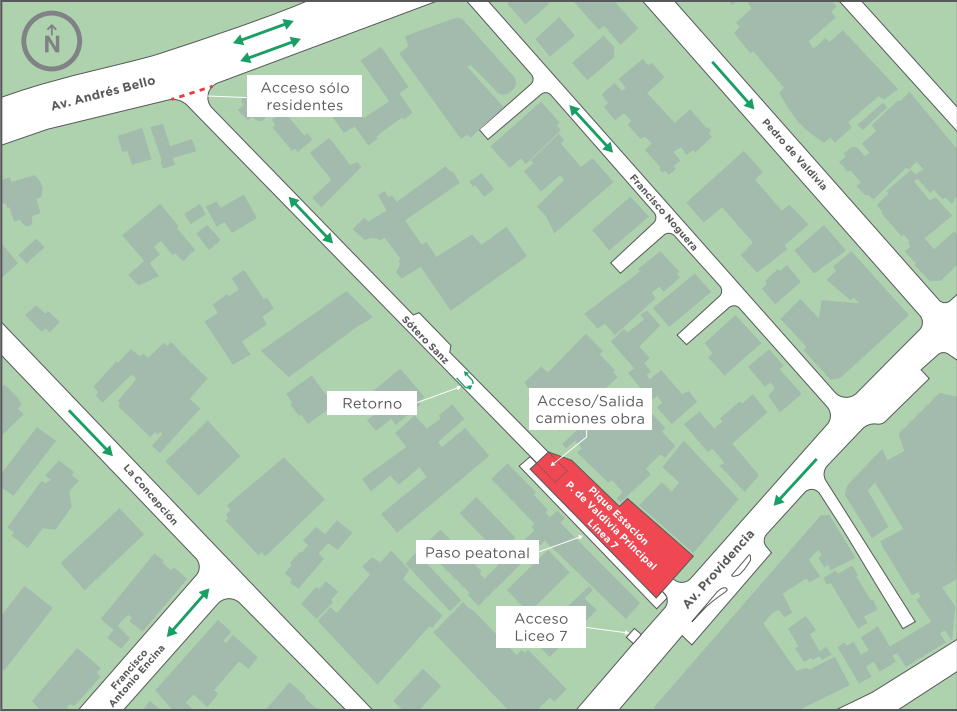 N
Av. Andrés Bello
Acceso sólo
residentes
Pedro de Valdivia
Francisco Noguera
Sótero Sanz
Retorno
Acceso/Salida
camiones obra
La Concepción
Pique Estación
P. de Valdivia Principal
Línea 7
Paso peatonal
Av. Providencia
Acceso
Liceo 7
Francisco
Antonio Encina